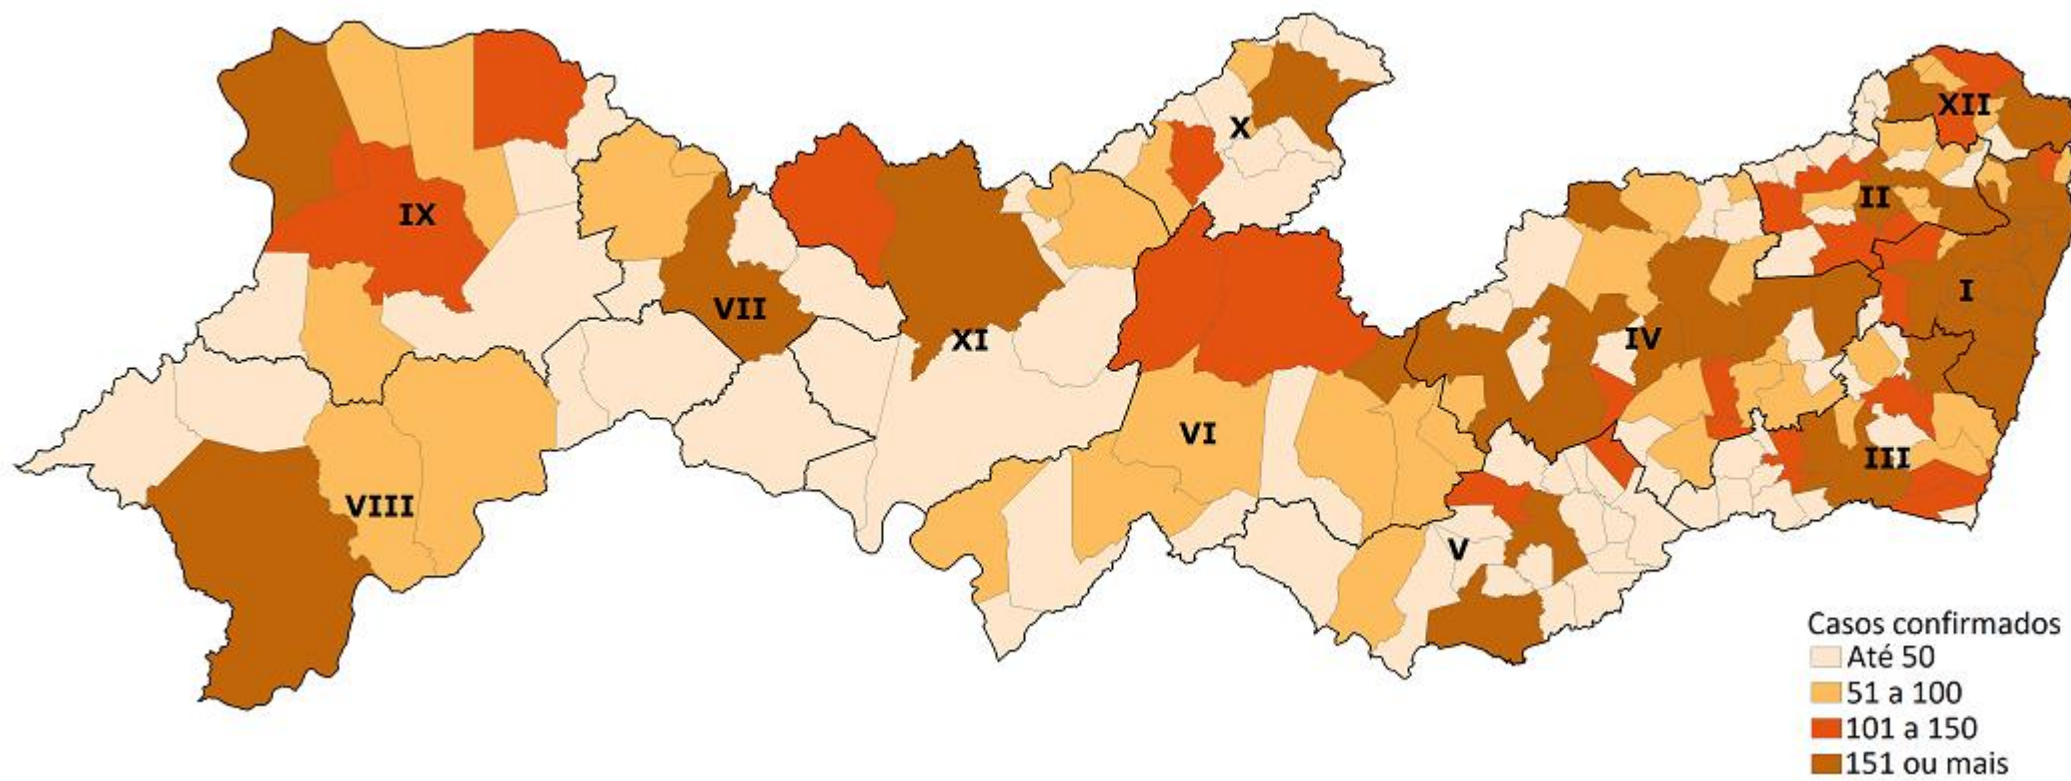 XII
X
II
IX
I
VII
XI
IV
VI
III
VIII
V
Casos confirmados
Até 50
51 a 100
101 a 150
151 ou mais